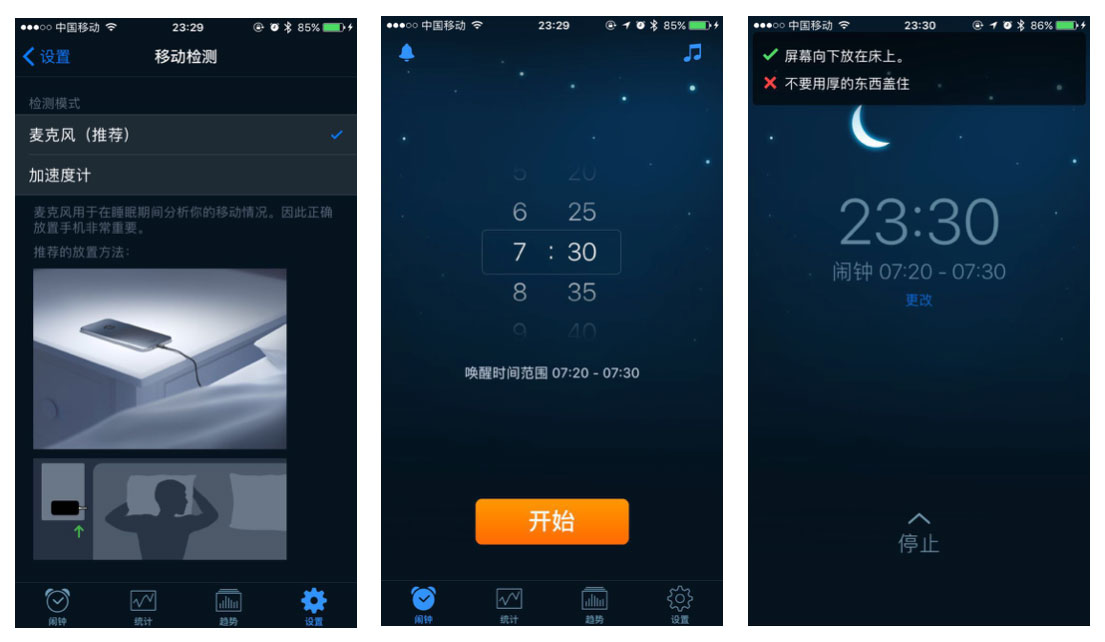 中国移动 23:29 85%
设置 移动检测
检测模式
麦克风（推荐）
加速度计
麦克风用于在睡眠期间分析你的移动情况。因此正确
放置手机非常重要。
推荐的放置方法：
闹钟 统计 趋势 设置
中国移动 23:29 85%
5 20
6 25
7 : 30
8 35
9 40
唤醒时间范围 07:20 - 07:30
开始
闹钟 统计 趋势 设置
中国移动 23:30 86%
屏幕向下放在床上。
不要用厚的东西盖住
23:30
闹钟 07:20 - 07:30
更改
停止